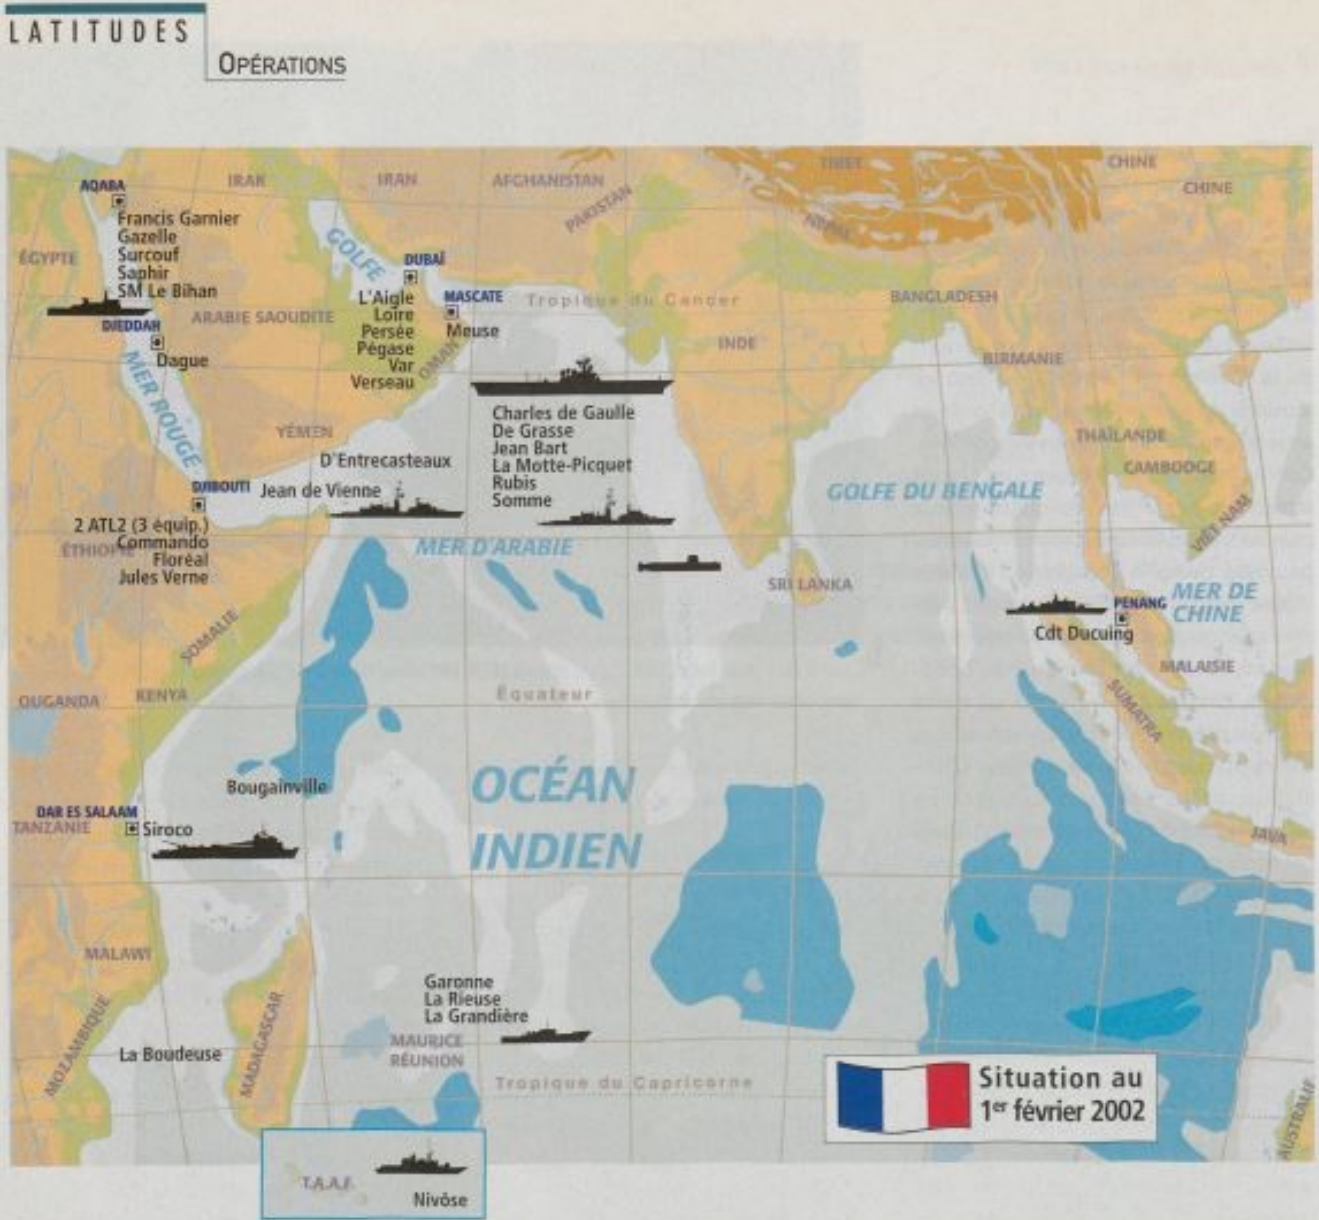 LATITUDES
OPÉRATIONS
AQABA
Francis Garnier
Gazelle
Surcouf
Saphir
SM Le Bihan
IRAK
IRAN
AFGHANISTAN
PAKISTAN
TIBET
NÉPAL
CHINE
CHINE
ÉGYPTE
GOLFE
DUBAÏ
L'Aigle
Loire
Persée
Pégase
Var
Verseau
MASCATE
Meuse
OMAN
Tropique du Cancer
BANGLADESH
INDE
BIRMANIE
ARABIE SAOUDITE
DJEDDAH
Dague
MER ROUGE
YÉMEN
Charles de Gaulle
De Grasse
Jean Bart
La Motte-Picquet
Rubis
Somme
D'Entrecasteaux
Jean de Vienne
DJIBOUTI
2 ATL2 (3 équip.)
Commando
Floréal
Jules Verne
ÉTHIOPIE
MER D'ARABIE
GOLFE DU BENGALE
THAÏLANDE
CAMBODGE
VIÊT NAM
SRI LANKA
PENANG
Cdt Ducuing
MER DE
CHINE
MALAISIE
SUMATRA
SOMALIE
OUGANDA
KENYA
Équateur
OCÉAN
INDIEN
Bougainville
DAR ES SALAAM
TANZANIE
Siroco
JAVA
MALAWI
MOZAMBIQUE
La Boudeuse
MADAGASCAR
Garonne
La Rieuse
La Grandière
MAURICE
RÉUNION
Tropique du Capricorne
Situation au
1er février 2002
AUSTRALIE
T.A.A.F.
Nivôse